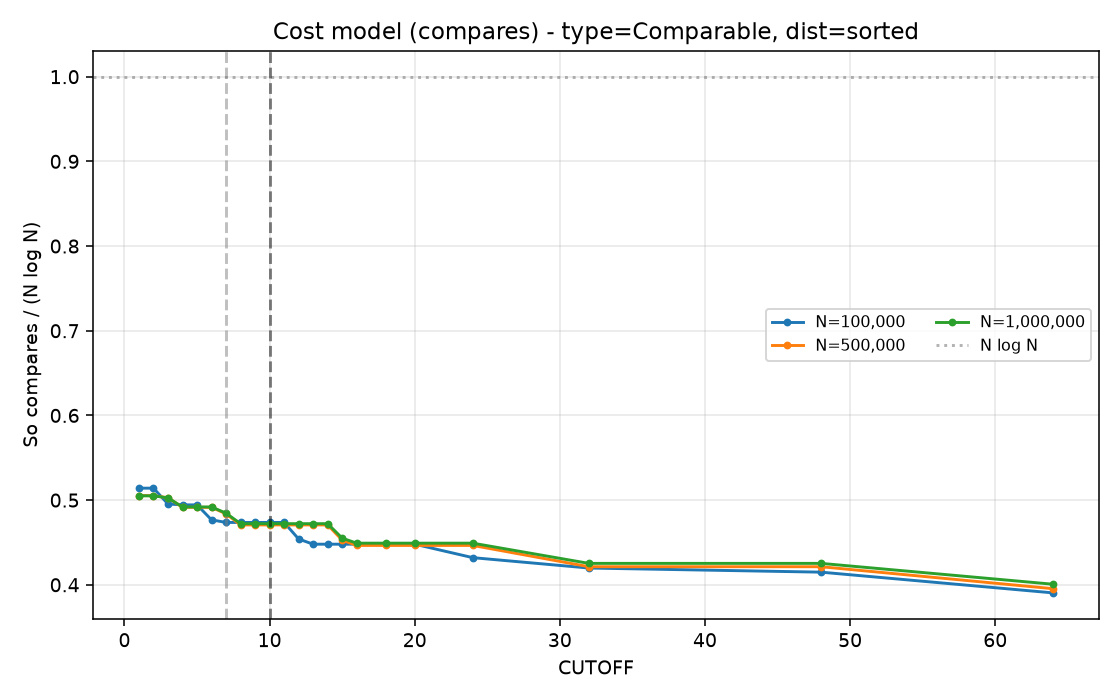 Cost model (compares) - type=Comparable, dist=sorted
So compares / (N log N)
1.0
0.9
0.8
0.7
0.6
0.5
0.4
N=100,000
N=500,000
N=1,000,000
N log N
0 10 20 30 40 50 60
CUTOFF